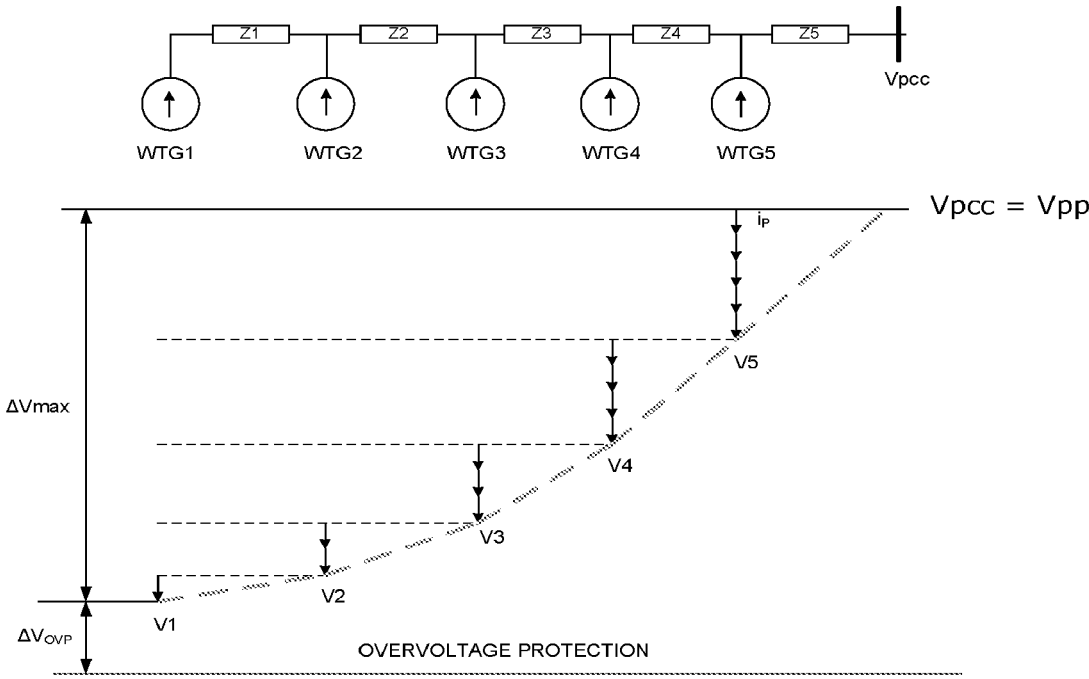 Z1 Z2 Z3 Z4 Z5
Vpcc
WTG1 WTG2 WTG3 WTG4 WTG5
Vpcc = Vpp
iP
V5
ΔVmax
V4
V3
V2
V1
ΔVOVP
OVERVOLTAGE PROTECTION